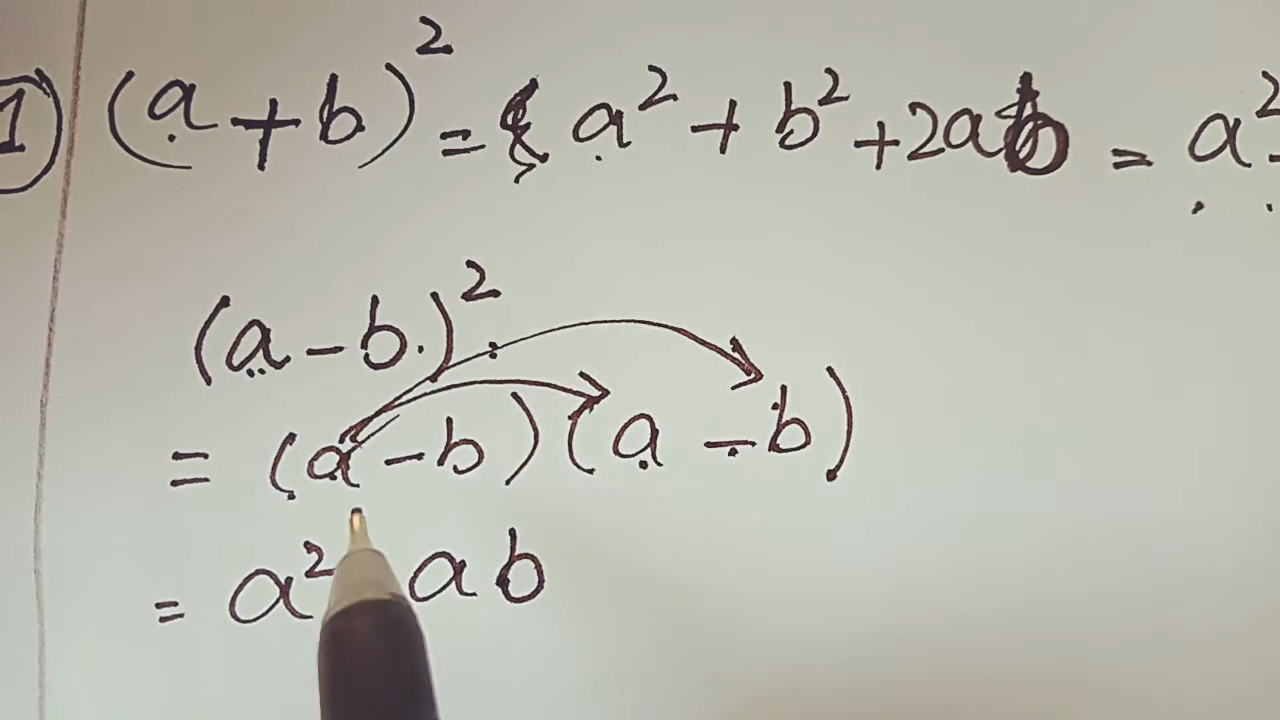 1) (a + b)² = a² + b² + 2ab = a²
(a - b)²
= (a - b) (a - b)
= a² ab